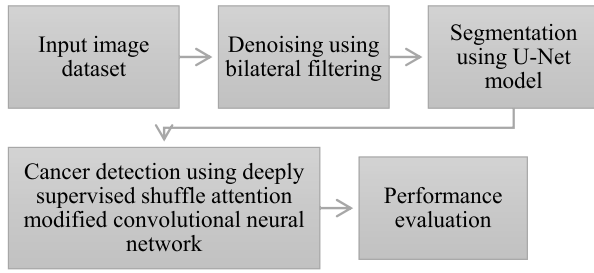 Input image
dataset
Denoising using
bilateral filtering
Segmentation
using U-Net
model
Cancer detection using deeply
supervised shuffle attention
modified convolutional neural
network
Performance
evaluation